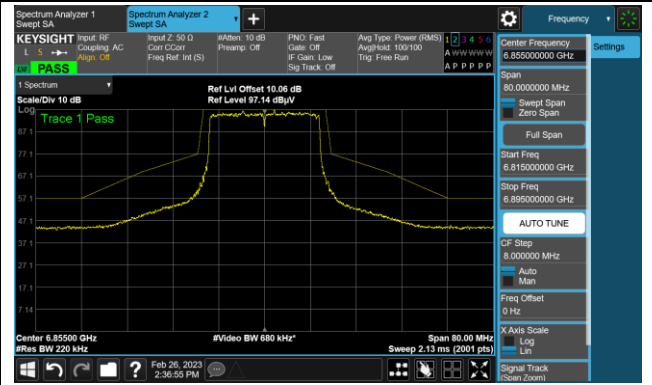 Spectrum Analyzer 1
Swept SA
Spectrum Analyzer 2
Swept SA
Frequency
KEYSIGHT
L S
PASS
Input: RF
Coupling: AC
Align: Off
Input Z: 50 Ω
Corr CCorr
Freq Ref: Int (S)
#Atten: 10 dB
Preamp: Off
PNO: Fast
Gate: Off
IF Gain: Low
Sig Track: Off
Avg Type: Power (RMS)
Avg|Hold: 100/100
Trig: Free Run
1 2 3 4 5 6
A W W W W W
A P P P P P
1 Spectrum
Scale/Div 10 dB
Log
Ref Lvl Offset 10.06 dB
Ref Level 97.14 dBµV
Trace 1 Pass
87.1
77.1
67.1
57.1
47.1
37.1
27.1
17.1
7.14
Center 6.85500 GHz
#Res BW 220 kHz
#Video BW 680 kHz*
Span 80.00 MHz
Sweep 2.13 ms (2001 pts)
Feb 26, 2023
2:36:55 PM
Center Frequency
6.855000000 GHz
Settings
Span
80.0000000 MHz
Swept Span
Zero Span
Full Span
Start Freq
6.815000000 GHz
Stop Freq
6.895000000 GHz
AUTO TUNE
CF Step
8.000000 MHz
Auto
Man
Freq Offset
0 Hz
X Axis Scale
Log
Lin
Signal Track
(Span Zoom)